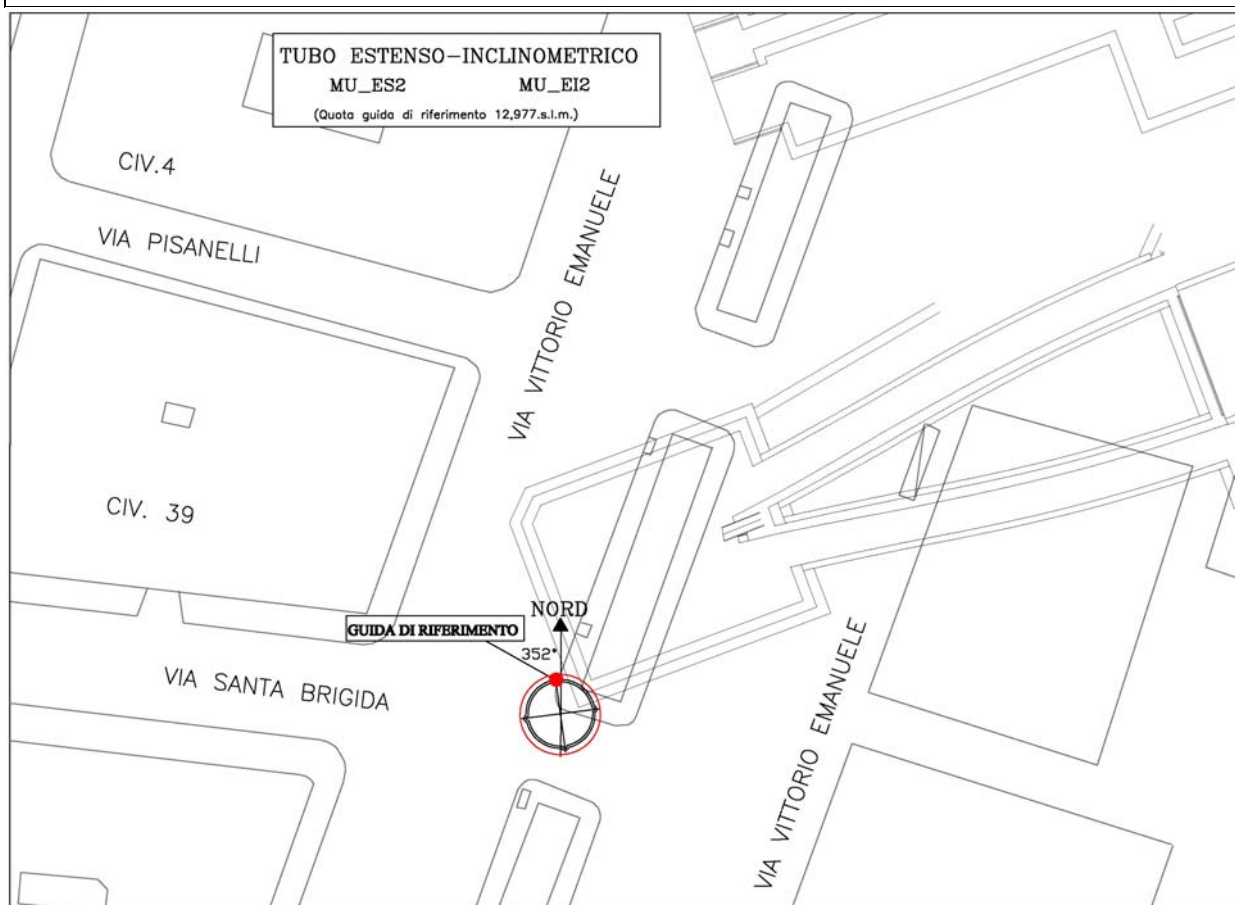 TUBO ESTENSO-INCLINOMETRICO
MU_ES2 MU_EI2
(Quota guida di riferimento 12,977.s.l.m.)
CIV.4
VIA PISANELLI
VIA VITTORIO EMANUELE
CIV. 39
NORD
GUIDA DI RIFERIMENTO
352°
VIA SANTA BRIGIDA
VIA VITTORIO EMANUELE